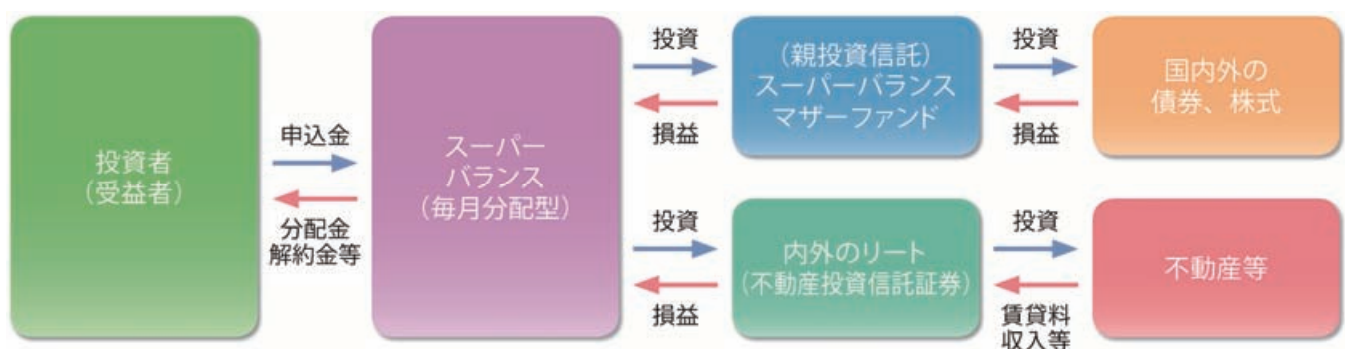 投資者
(受益者)
申込金
分配金
解約金等
スーパー
バランス
(毎月分配型)
投資
損益
(親投資信託)
スーパーバランス
マザーファンド
投資
損益
国内外の
債券、株式
投資
損益
内外のリート
(不動産投資信託証券)
投資
賃貸料
収入等
不動産等